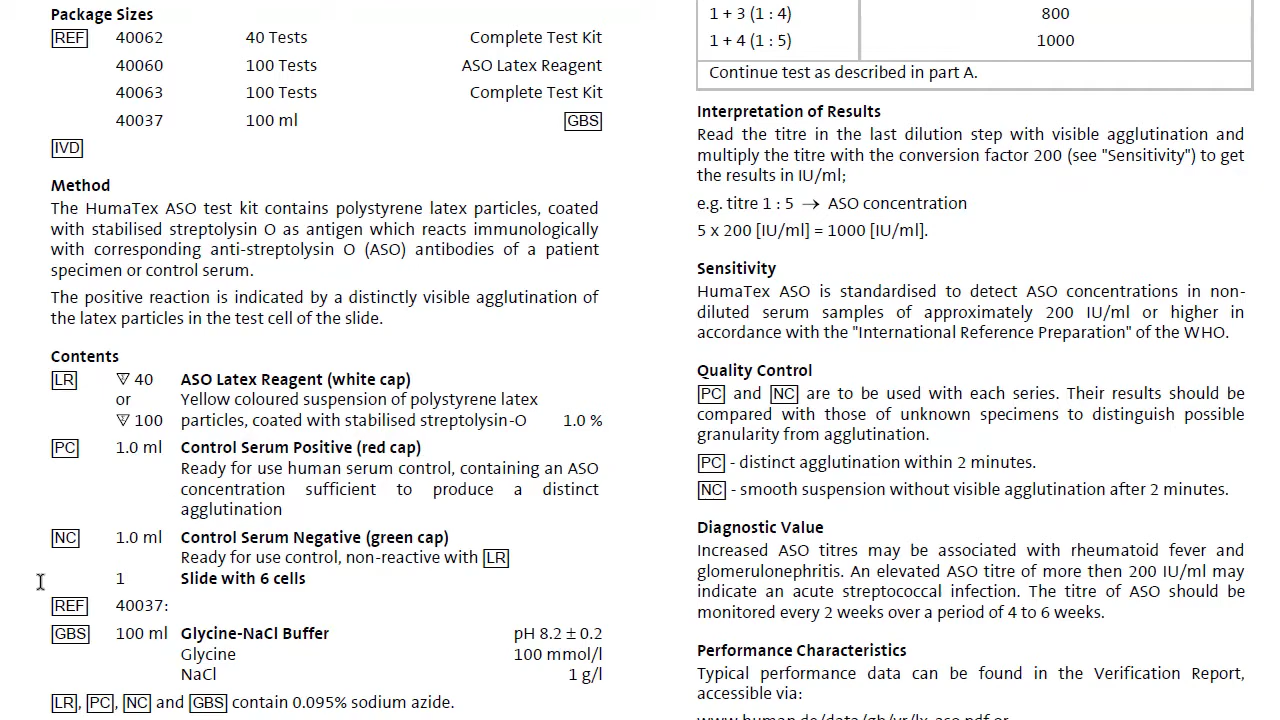 Package Sizes
REF 40062 40 Tests Complete Test Kit
40060 100 Tests ASO Latex Reagent
40063 100 Tests Complete Test Kit
40037 100 ml GBS
IVD
Method
The HumaTex ASO test kit contains polystyrene latex particles, coated
with stabilised streptolysin O as antigen which reacts immunologically
with corresponding anti-streptolysin O (ASO) antibodies of a patient
specimen or control serum.
The positive reaction is indicated by a distinctly visible agglutination of
the latex particles in the test cell of the slide.
Contents
LR 40 ASO Latex Reagent (white cap)
or Yellow coloured suspension of polystyrene latex
100 particles, coated with stabilised streptolysin-O 1.0 %
PC 1.0 ml Control Serum Positive (red cap)
Ready for use human serum control, containing an ASO
concentration sufficient to produce a distinct
agglutination
NC 1.0 ml Control Serum Negative (green cap)
Ready for use control, non-reactive with LR
1 Slide with 6 cells
REF 40037:
GBS 100 ml Glycine-NaCl Buffer pH 8.2 ± 0.2
Glycine 100 mmol/l
NaCl 1 g/l
LR, PC, NC and GBS contain 0.095% sodium azide.
1 + 3 (1 : 4) 800
1 + 4 (1 : 5) 1000
Continue test as described in part A.
Interpretation of Results
Read the titre in the last dilution step with visible agglutination and
multiply the titre with the conversion factor 200 (see "Sensitivity") to get
the results in IU/ml;
e.g. titre 1 : 5 → ASO concentration
5 x 200 [IU/ml] = 1000 [IU/ml].
Sensitivity
HumaTex ASO is standardised to detect ASO concentrations in non-
diluted serum samples of approximately 200 IU/ml or higher in
accordance with the "International Reference Preparation" of the WHO.
Quality Control
PC and NC are to be used with each series. Their results should be
compared with those of unknown specimens to distinguish possible
granularity from agglutination.
PC - distinct agglutination within 2 minutes.
NC - smooth suspension without visible agglutination after 2 minutes.
Diagnostic Value
Increased ASO titres may be associated with rheumatoid fever and
glomerulonephritis. An elevated ASO titre of more then 200 IU/ml may
indicate an acute streptococcal infection. The titre of ASO should be
monitored every 2 weeks over a period of 4 to 6 weeks.
Performance Characteristics
Typical performance data can be found in the Verification Report,
accessible via:
www.human.de/data/gb/vr/lx-aso.pdf or